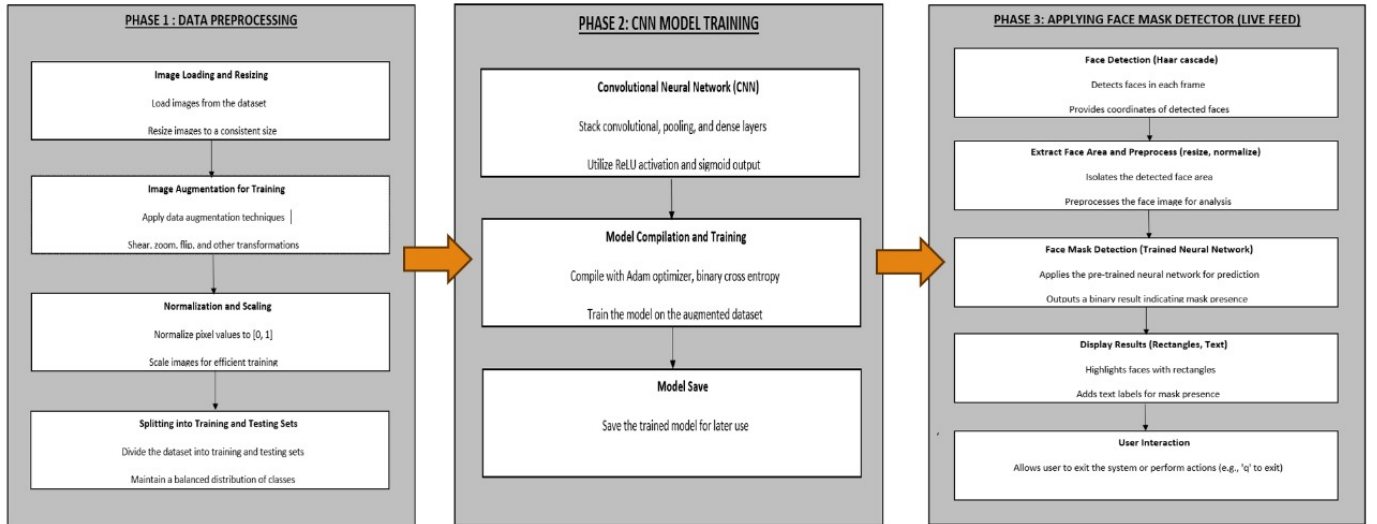 PHASE 1 : DATA PREPROCESSING
Image Loading and Resizing
Load images from the dataset
Resize images to a consistent size
Image Augmentation for Training
Apply data augmentation techniques
Shear, zoom, flip, and other transformations
Normalization and Scaling
Normalize pixel values to [0, 1]
Scale images for efficient training
Splitting into Training and Testing Sets
Divide the dataset into training and testing sets
Maintain a balanced distribution of classes
PHASE 2: CNN MODEL TRAINING
Convolutional Neural Network (CNN)
Stack convolutional, pooling, and dense layers
Utilize ReLU activation and sigmoid output
Model Compilation and Training
Compile with Adam optimizer, binary cross entropy
Train the model on the augmented dataset
Model Save
Save the trained model for later use
PHASE 3: APPLYING FACE MASK DETECTOR (LIVE FEED)
Face Detection (Haar cascade)
Detects faces in each frame
Provides coordinates of detected faces
Extract Face Area and Preprocess (resize, normalize)
Isolates the detected face area
Preprocesses the face image for analysis
Face Mask Detection (Trained Neural Network)
Applies the pre-trained neural network for prediction
Outputs a binary result indicating mask presence
Display Results (Rectangles, Text)
Highlights faces with rectangles
Adds text labels for mask presence
User Interaction
Allows user to exit the system or perform actions (e.g., 'q' to exit)